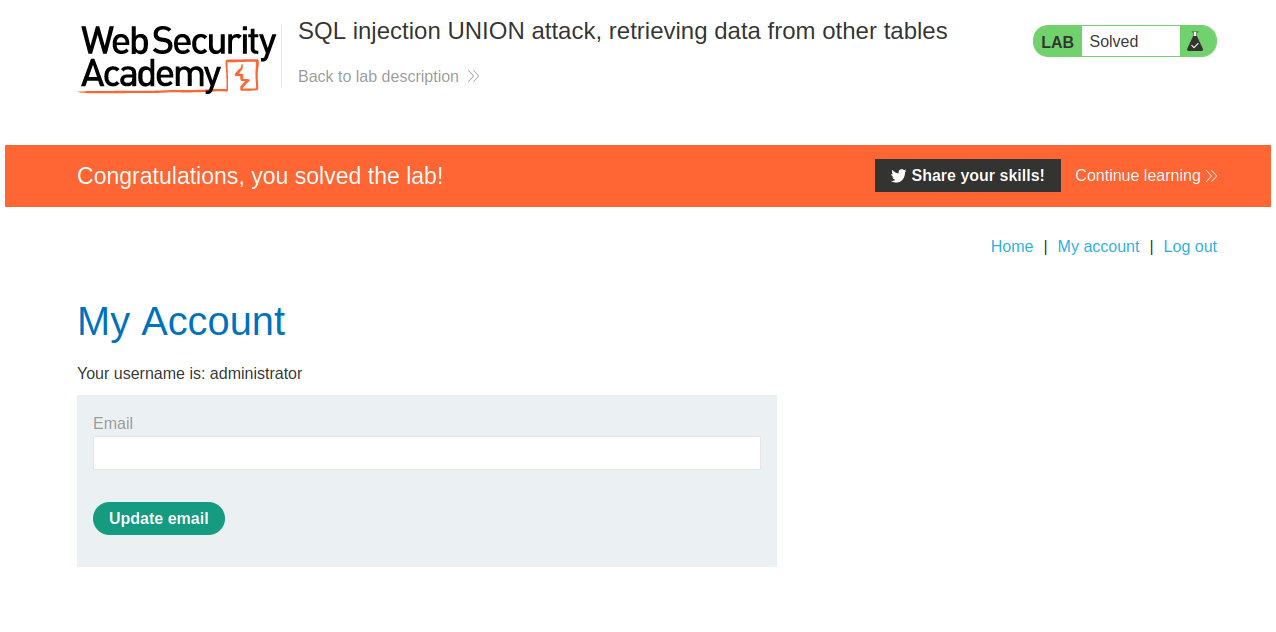 Web Security
Academy
SQL injection UNION attack, retrieving data from other tables
Back to lab description
LAB Solved
Congratulations, you solved the lab!
Share your skills!
Continue learning
Home | My account | Log out
My Account
Your username is: administrator
Email
Update email